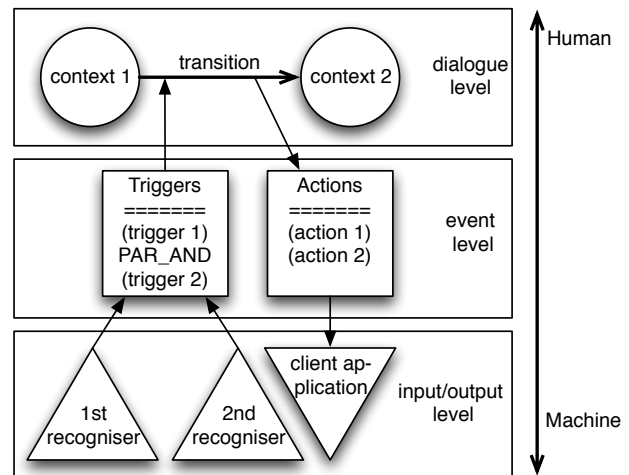 context 1
transition
context 2
dialogue
level
Human
Triggers
=======
(trigger 1)
PAR_AND
(trigger 2)
Actions
=======
(action 1)
(action 2)
event
level
1st
recogniser
2nd
recogniser
client ap-
plication
input/output
level
Machine